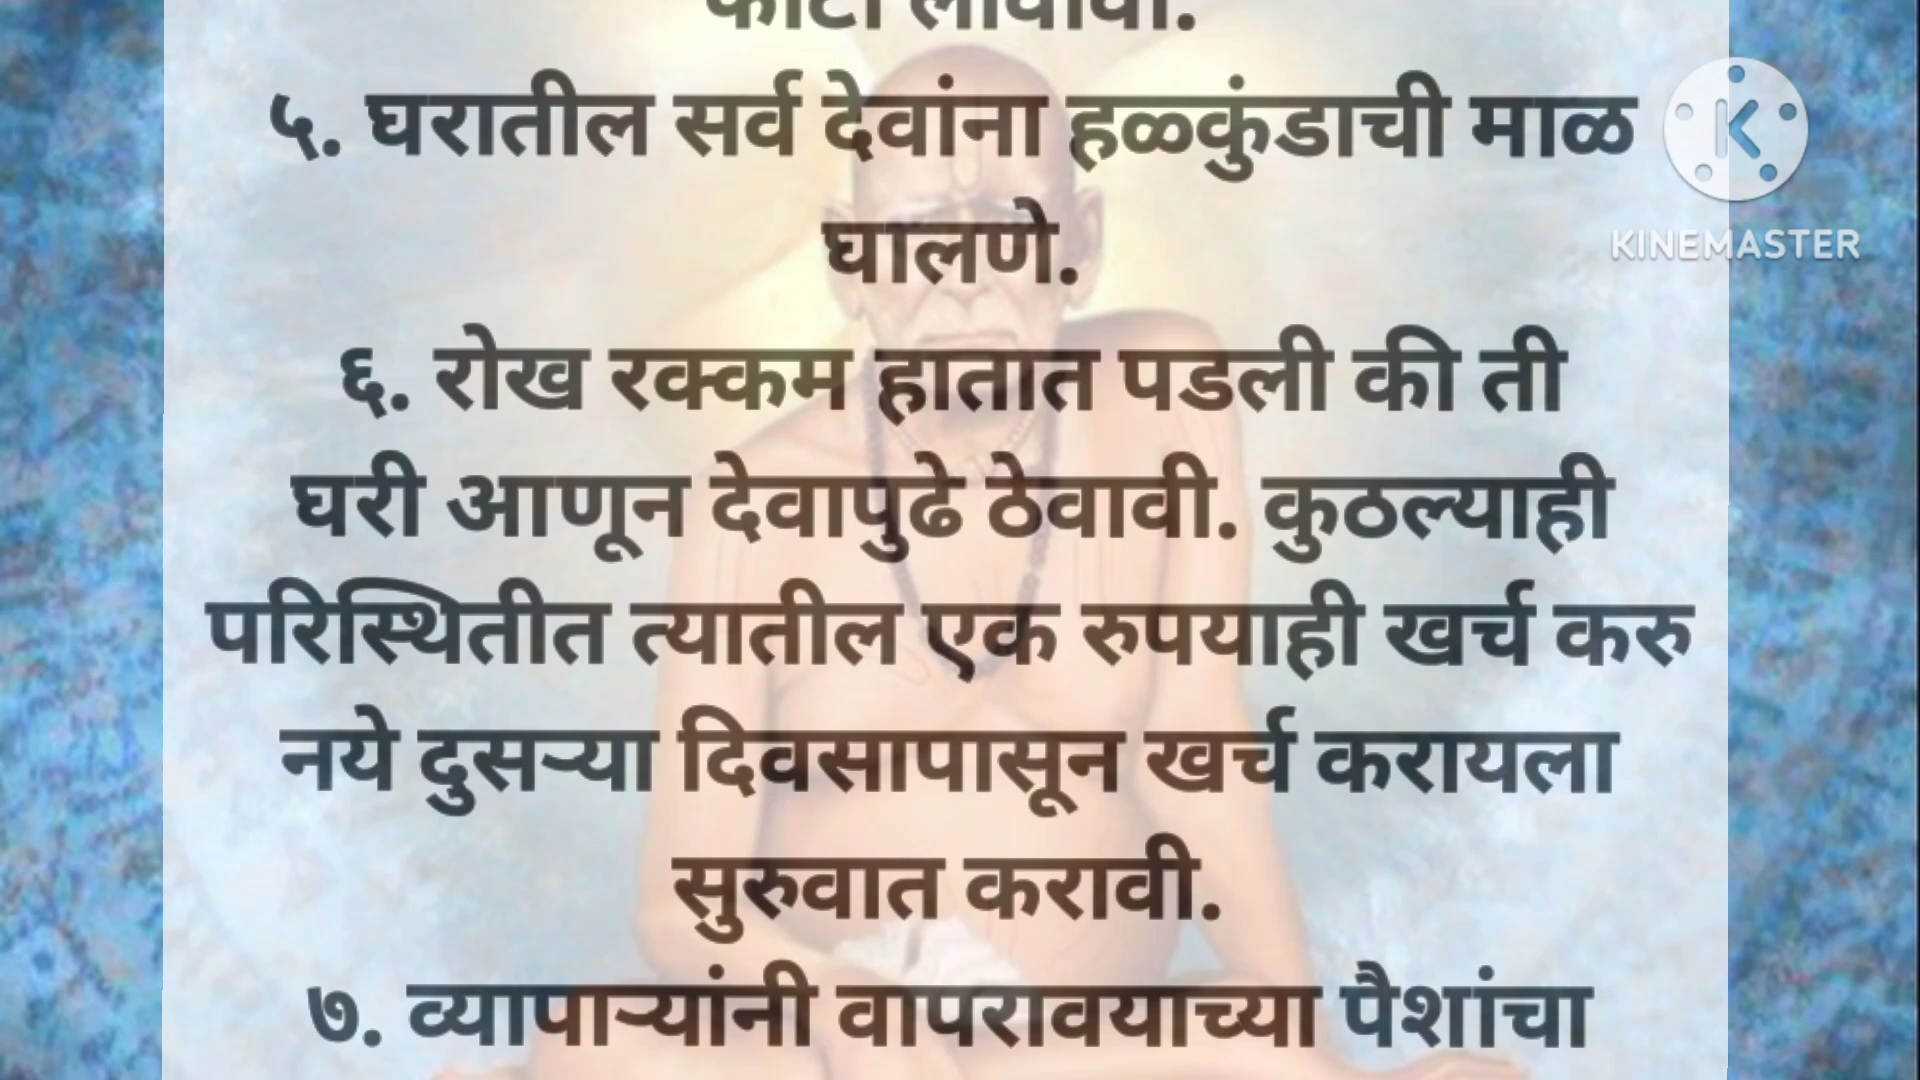 ५. घरातील सर्व देवांना हळकुंडाची माळ
घालणे.
६. रोख रक्कम हातात पडली की ती
घरी आणून देवापुढे ठेवावी. कुठल्याही
परिस्थितीत त्यातील एक रुपयाही खर्च करु
नये दुसऱ्या दिवसापासून खर्च करायला
सुरुवात करावी.
७. व्यापाऱ्यांनी वापरावयाच्या पैशांचा
K
KINEMASTER